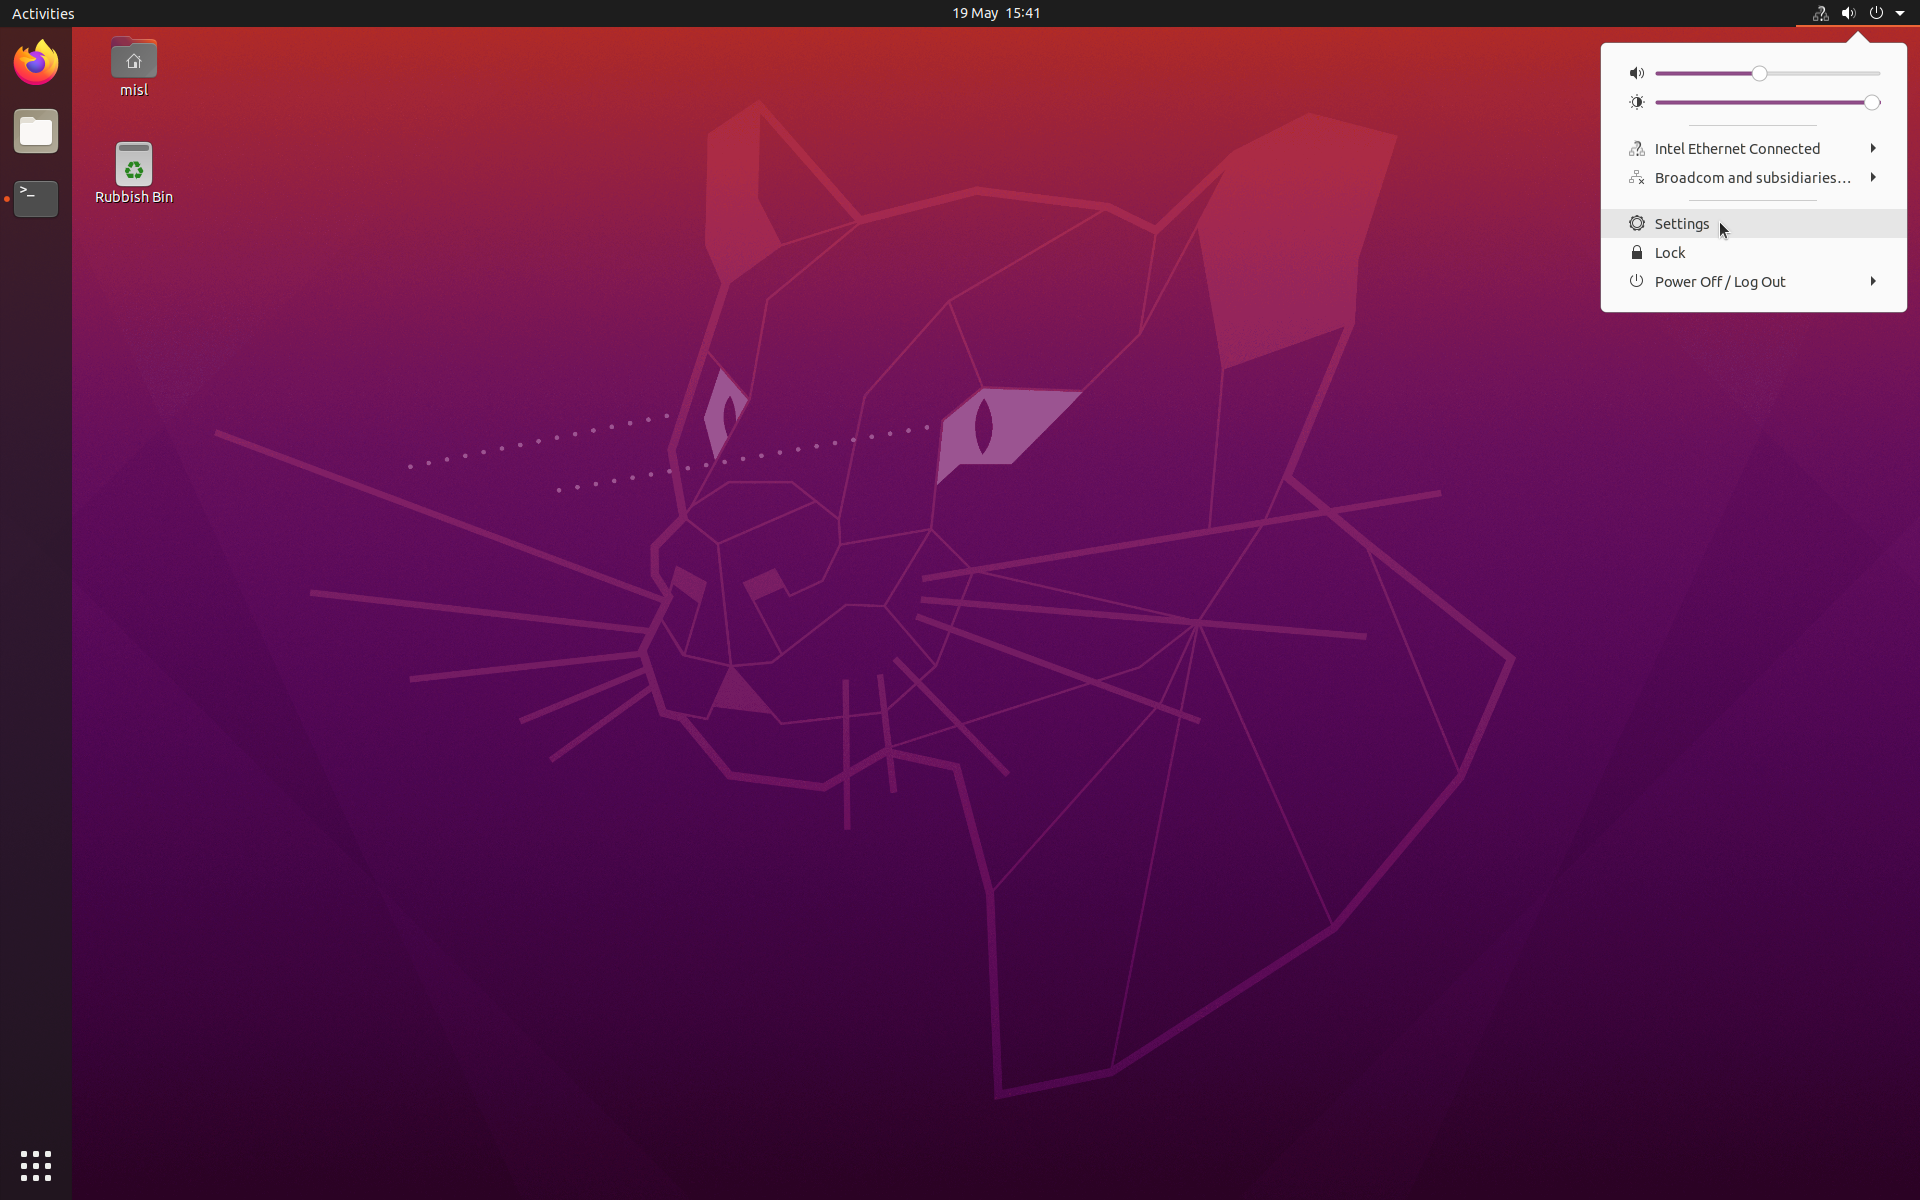 Activities
19 May 15:41
misl
Rubbish Bin
>_
Intel Ethernet Connected
Broadcom and subsidiaries...
Settings
Lock
Power Off / Log Out